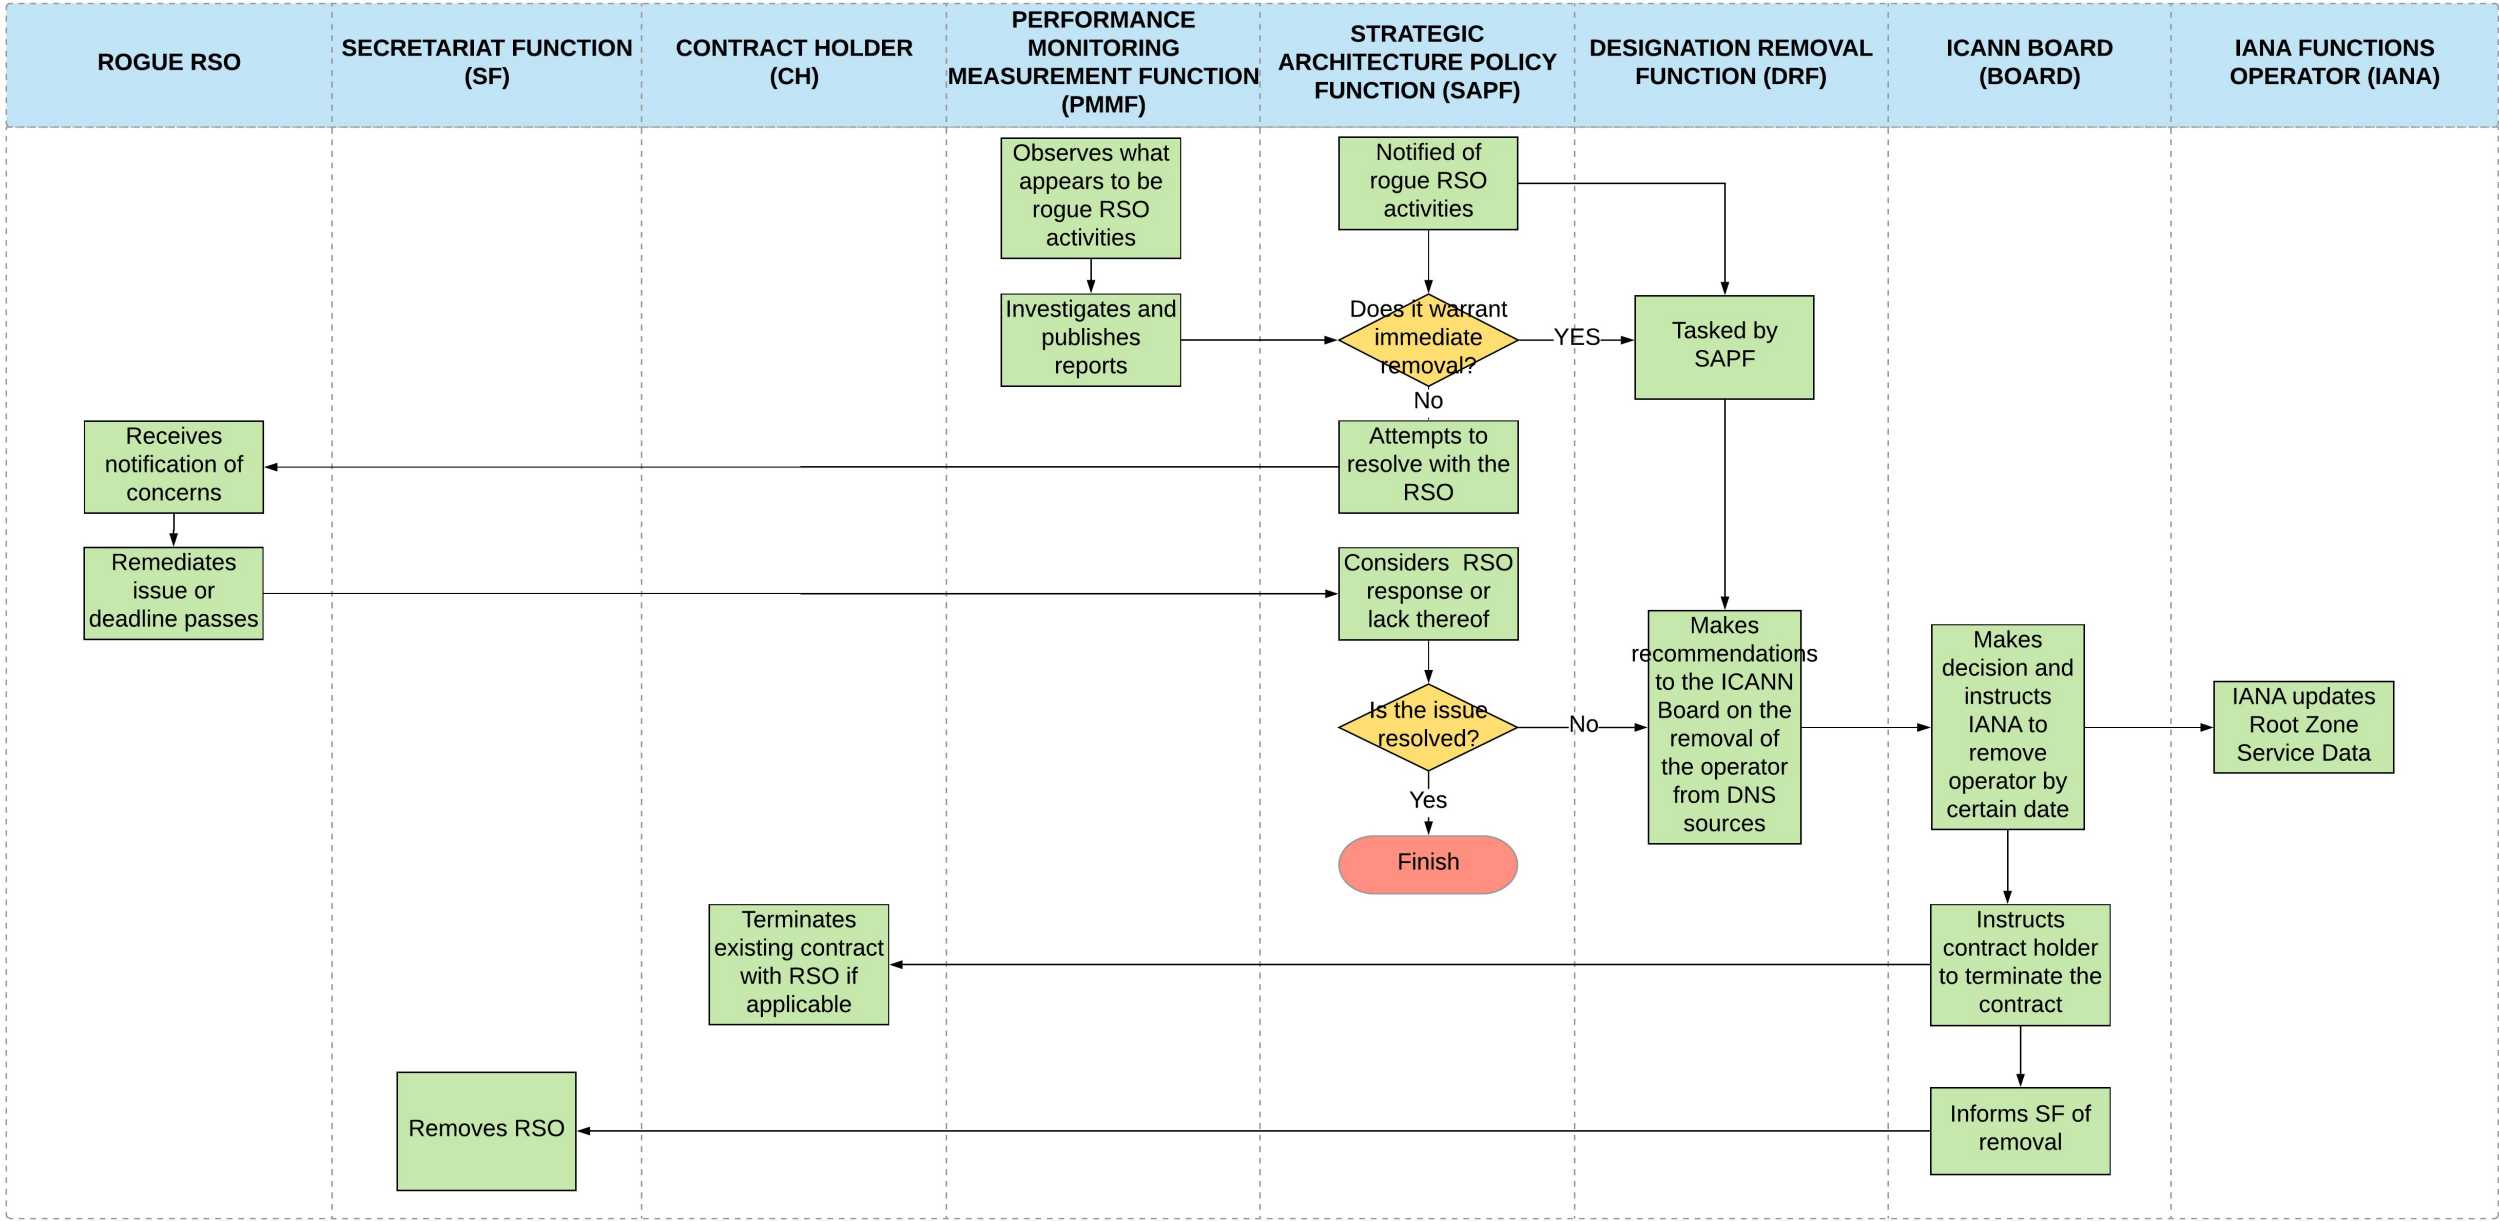 ROGUE RSO
SECRETARIAT FUNCTION
(SF)
CONTRACT HOLDER
(CH)
PERFORMANCE
MONITORING
MEASUREMENT FUNCTION
(PMMF)
STRATEGIC
ARCHITECTURE POLICY
FUNCTION (SAPF)
DESIGNATION REMOVAL
FUNCTION (DRF)
ICANN BOARD
(BOARD)
IANA FUNCTIONS
OPERATOR (IANA)
Observes what
appears to be
rogue RSO
activities
Notified of
rogue RSO
activities
Investigates and
publishes
reports
Does it warrant
immediate
removal?
YES
Tasked by
SAPF
No
Receives
notification of
concerns
Attempts to
resolve with the
RSO
Remediates
issue or
deadline passes
Considers  RSO
response or
lack thereof
Is the issue
resolved?
No
Makes
recommendations
to the ICANN
Board on the
removal of
the operator
from DNS
sources
Makes
decision and
instructs
IANA to
remove
operator by
certain date
IANA updates
Root Zone
Service Data
Yes
Finish
Terminates
existing contract
with RSO if
applicable
Instructs
contract holder
to terminate the
contract
Removes RSO
Informs SF of
removal